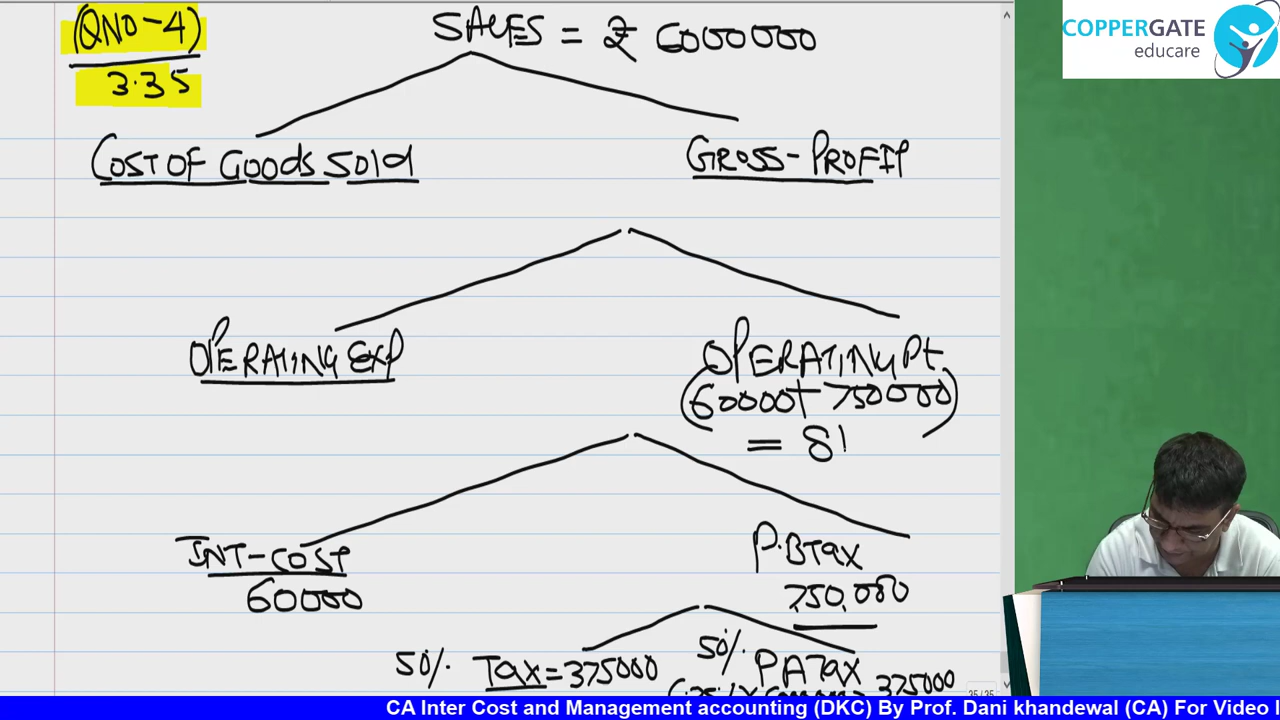 (QNO-4)
3.35
SALES = ₹ 6000000
COPPERGATE
educare
COST OF GOODS SOLD
GROSS-PROFIT
OPERATING EXP
OPERATING Pt
(60000+750000)
= 81
INT-COST
60000
P.BTax
750,000
50%. Tax=375000
50% PATax
375000
35/35
CA Inter Cost and Management accounting (DKC) By Prof. Dani khandewal (CA) For Video l